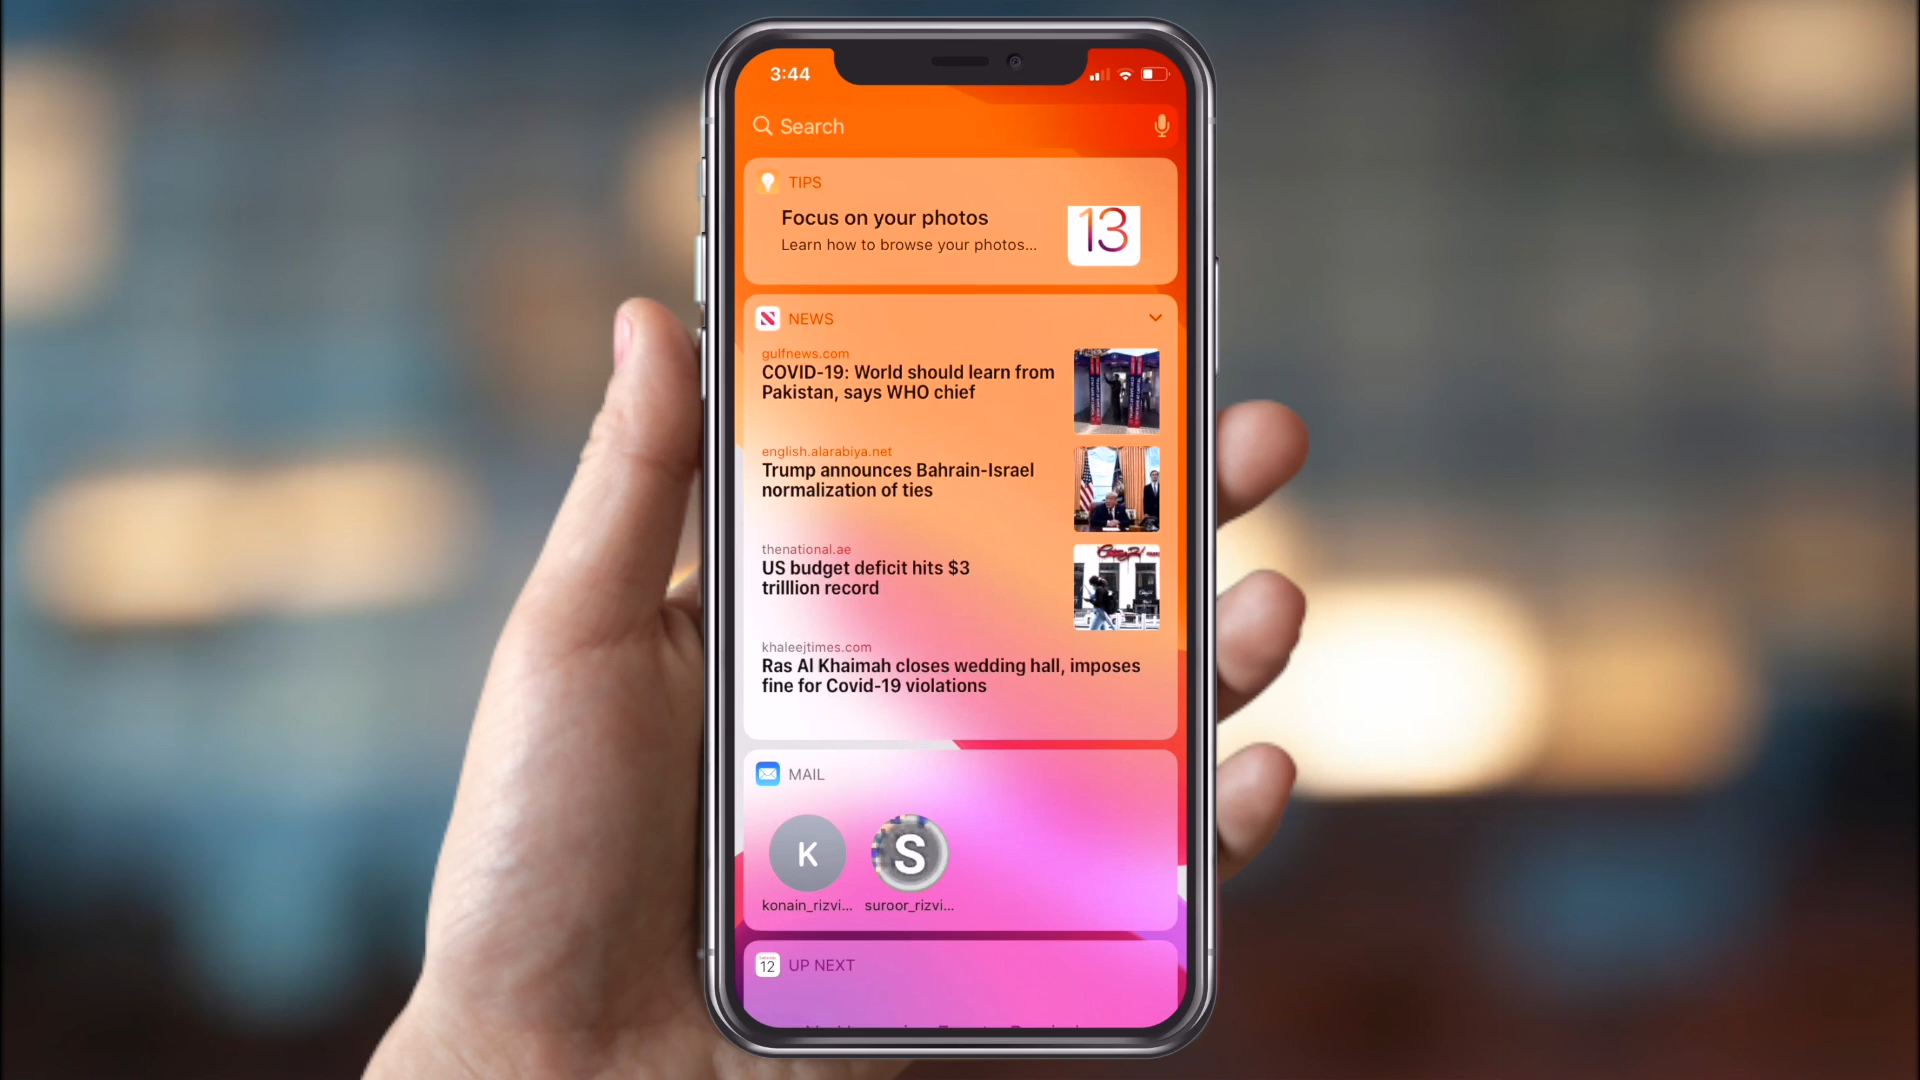 3:44
Search
TIPS
Focus on your photos
Learn how to browse your photos...
13
NEWS
gulfnews.com
COVID-19: World should learn from
Pakistan, says WHO chief
english.alarabiya.net
Trump announces Bahrain-Israel
normalization of ties
thenational.ae
US budget deficit hits $3
trilllion record
khaleejtimes.com
Ras Al Khaimah closes wedding hall, imposes
fine for Covid-19 violations
MAIL
K
S
konain_rizvi...
suroor_rizvi...
12
UP NEXT